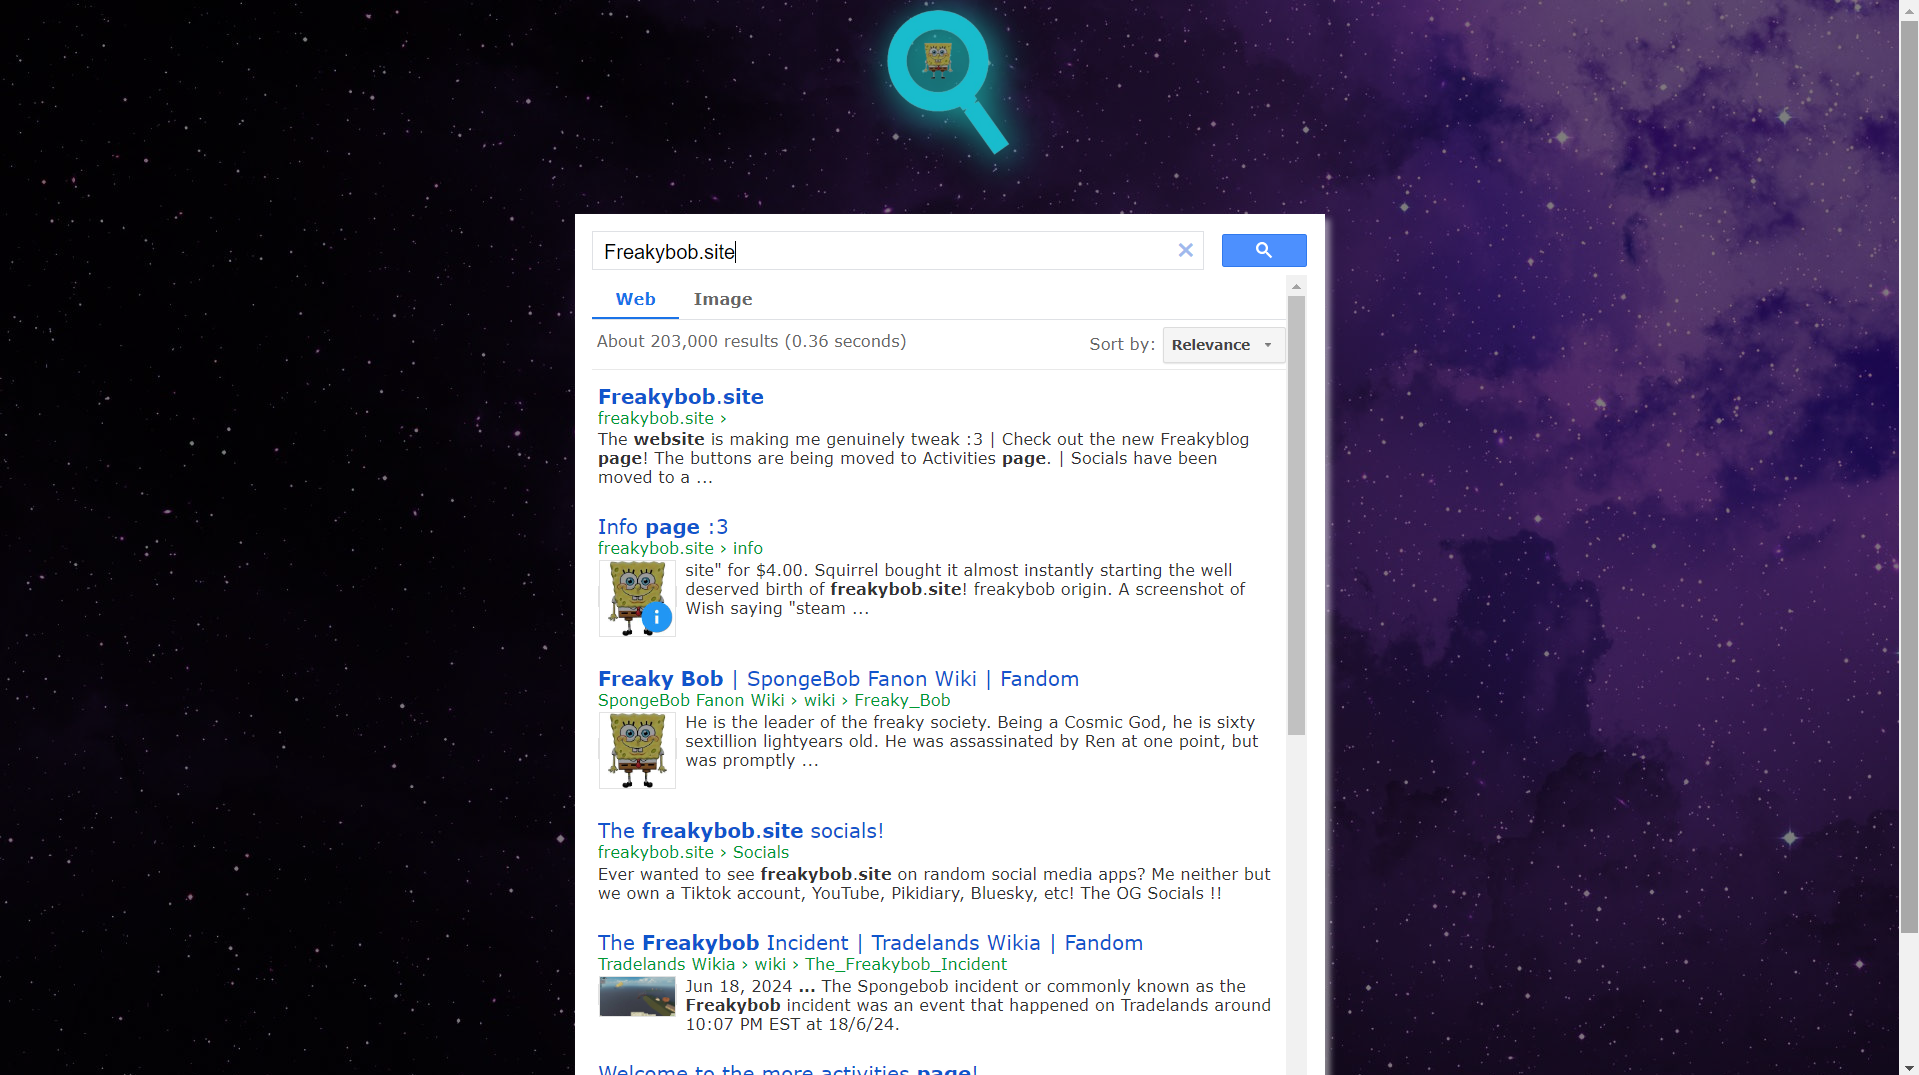 Freakybob.site
Web Image
About 203,000 results (0.36 seconds)
Sort by: Relevance
Freakybob.site
freakybob.site ›
The website is making me genuinely tweak :3 | Check out the new Freakyblog
page! The buttons are being moved to Activities page. | Socials have been
moved to a ...
Info page :3
freakybob.site › info
site" for $4.00. Squirrel bought it almost instantly starting the well
deserved birth of freakybob.site! freakybob origin. A screenshot of
Wish saying "steam ...
Freaky Bob | SpongeBob Fanon Wiki | Fandom
SpongeBob Fanon Wiki › wiki › Freaky_Bob
He is the leader of the freaky society. Being a Cosmic God, he is sixty
sextillion lightyears old. He was assassinated by Ren at one point, but
was promptly ...
The freakybob.site socials!
freakybob.site › Socials
Ever wanted to see freakybob.site on random social media apps? Me neither but
we own a Tiktok account, YouTube, Pikidiary, Bluesky, etc! The OG Socials !!
The Freakybob Incident | Tradelands Wikia | Fandom
Tradelands Wikia › wiki › The_Freakybob_Incident
Jun 18, 2024 ... The Spongebob incident or commonly known as the
Freakybob incident was an event that happened on Tradelands around
10:07 PM EST at 18/6/24.
Welcome to the more activities page!